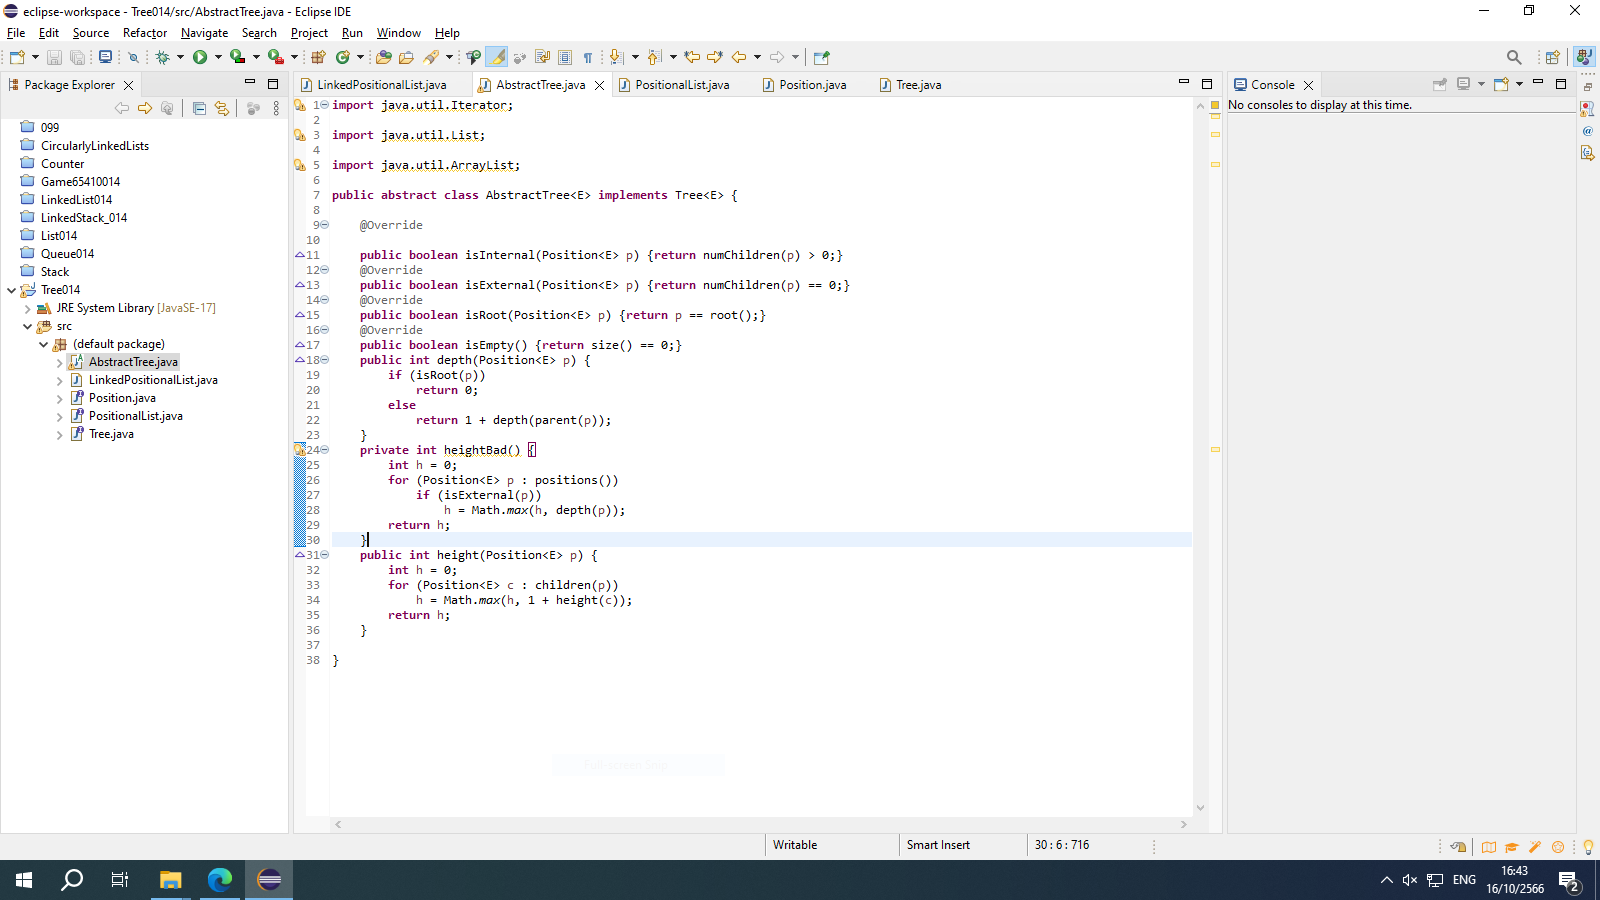 eclipse-workspace - Tree014/src/AbstractTree.java - Eclipse IDE
File Edit Source Refactor Navigate Search Project Run Window Help
Package Explorer
099
CircularlyLinkedLists
Counter
Game65410014
LinkedList014
LinkedStack_014
List014
Queue014
Stack
Tree014
JRE System Library [JavaSE-17]
src
(default package)
AbstractTree.java
LinkedPositionalList.java
Position.java
PositionalList.java
Tree.java
LinkedPositionalList.java AbstractTree.java PositionalList.java Position.java Tree.java
1 import java.util.Iterator;
2
3 import java.util.List;
4
5 import java.util.ArrayList;
6
7 public abstract class AbstractTree<E> implements Tree<E> {
8
9 @Override
10
11 public boolean isInternal(Position<E> p) {return numChildren(p) > 0;}
12 @Override
13 public boolean isExternal(Position<E> p) {return numChildren(p) == 0;}
14 @Override
15 public boolean isRoot(Position<E> p) {return p == root();}
16 @Override
17 public boolean isEmpty() {return size() == 0;}
18 public int depth(Position<E> p) {
19 if (isRoot(p))
20 return 0;
21 else
22 return 1 + depth(parent(p));
23 }
24 private int heightBad() {
25 int h = 0;
26 for (Position<E> p : positions())
27 if (isExternal(p))
28 h = Math.max(h, depth(p));
29 return h;
30 }
31 public int height(Position<E> p) {
32 int h = 0;
33 for (Position<E> c : children(p))
34 h = Math.max(h, 1 + height(c));
35 return h;
36 }
37
38 }
Console
No consoles to display at this time.
Writable Smart Insert 30 : 6 : 716
ENG
16:43
16/10/2566
2